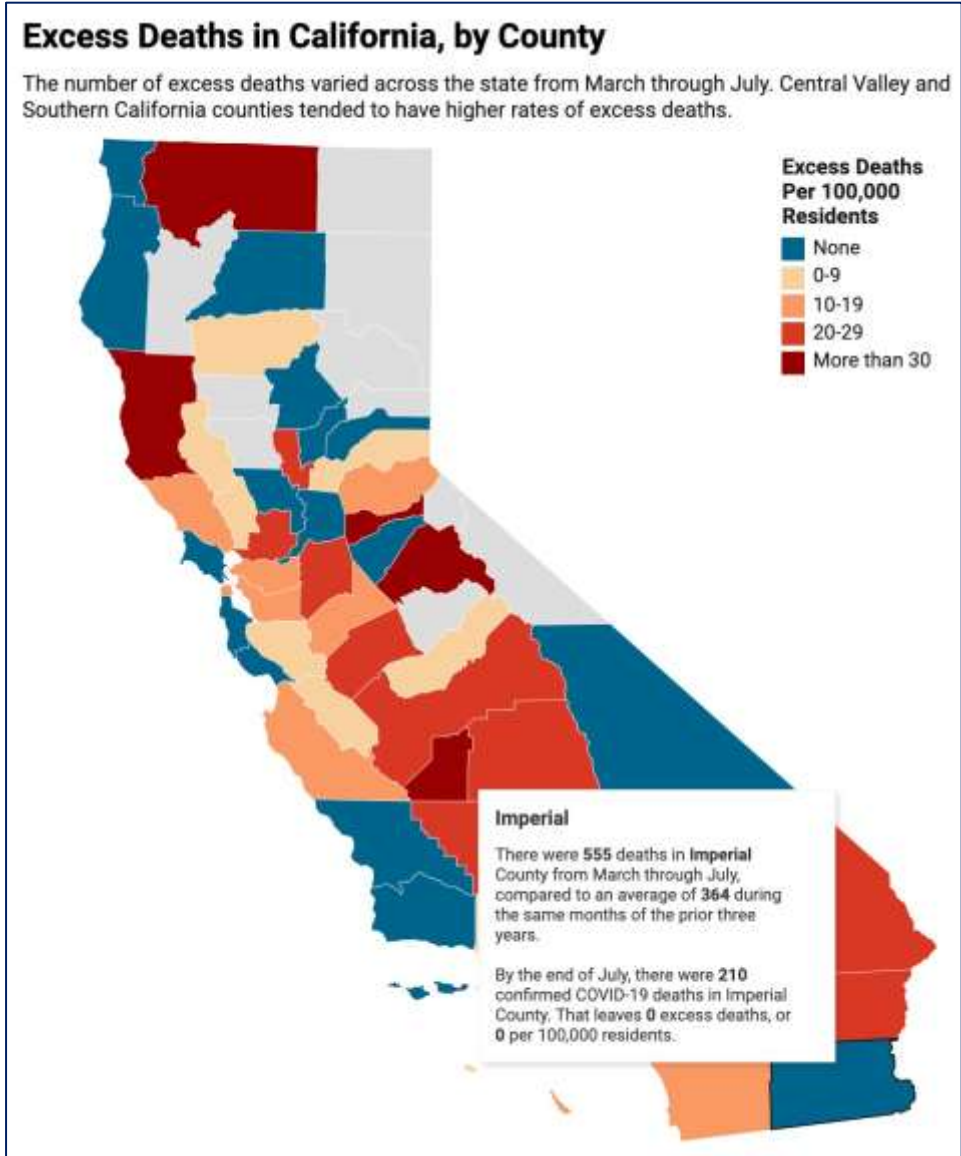 Excess Deaths in California, by County
The number of excess deaths varied across the state from March through July. Central Valley and
Southern California counties tended to have higher rates of excess deaths.
Excess Deaths
Per 100,000
Residents
None
0-9
10-19
20-29
More than 30
Imperial
There were 555 deaths in Imperial
County from March through July,
compared to an average of 364 during
the same months of the prior three
years.
By the end of July, there were 210
confirmed COVID-19 deaths in Imperial
County. That leaves 0 excess deaths, or
0 per 100,000 residents.